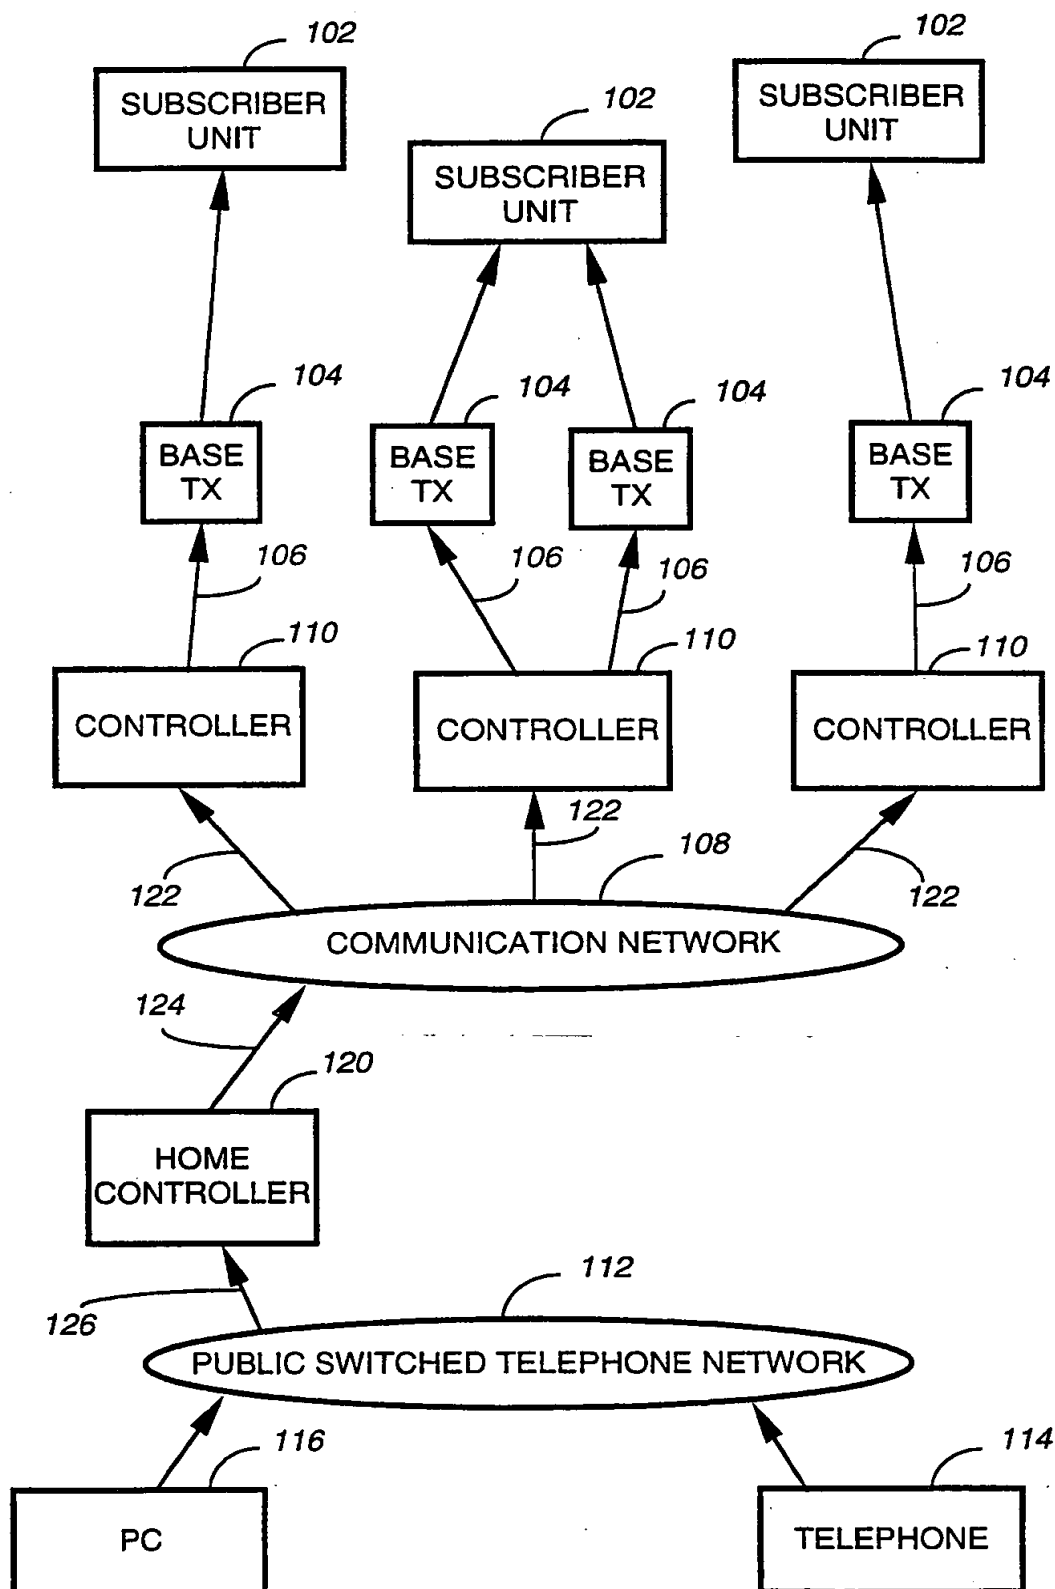 102
102
SUBSCRIBER
UNIT
102
SUBSCRIBER
UNIT
SUBSCRIBER
UNIT
104
104
104
104
BASE
TX
BASE
TX
BASE
TX
BASE
TX
106
106
106
106
110
110
110
CONTROLLER
CONTROLLER
CONTROLLER
122
122
122
108
COMMUNICATION NETWORK
124
120
HOME
CONTROLLER
126
112
PUBLIC SWITCHED TELEPHONE NETWORK
116
114
PC
TELEPHONE